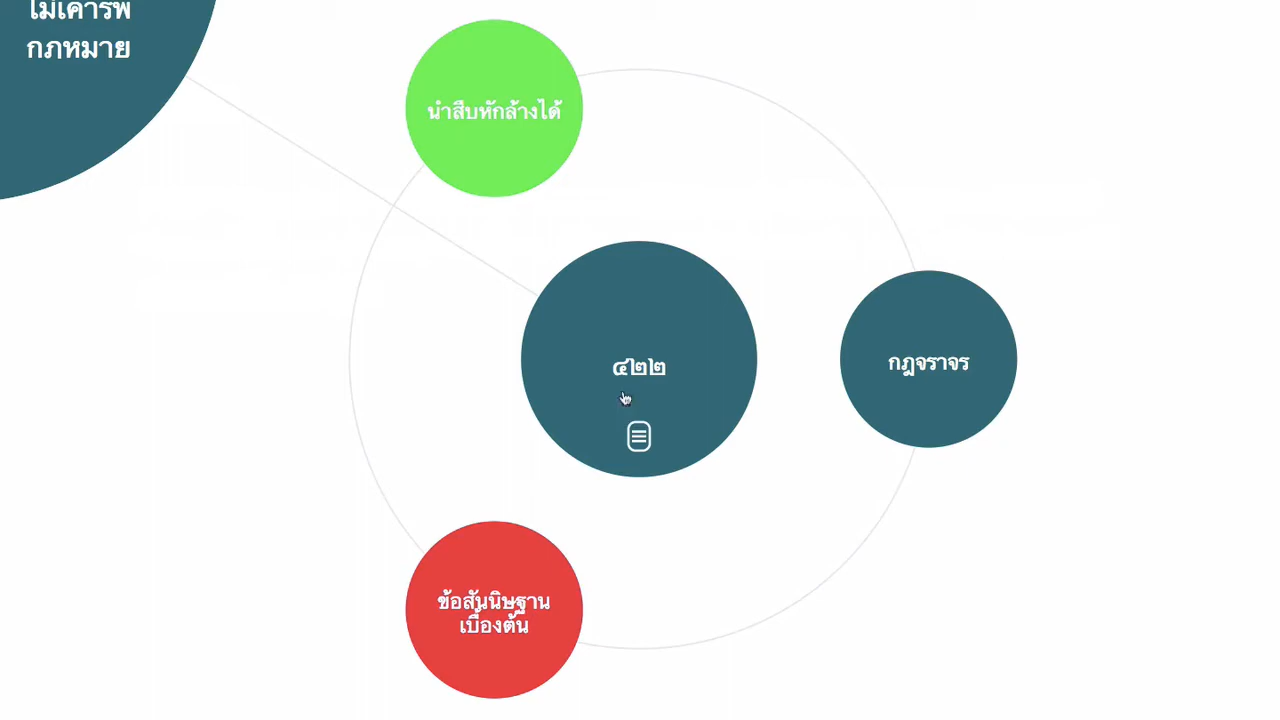 ไม่เคารพ
กฎหมาย
นำสืบหักล้างได้
๔๒๒
กฎจราจร
ข้อสันนิษฐาน
เบื้องต้น